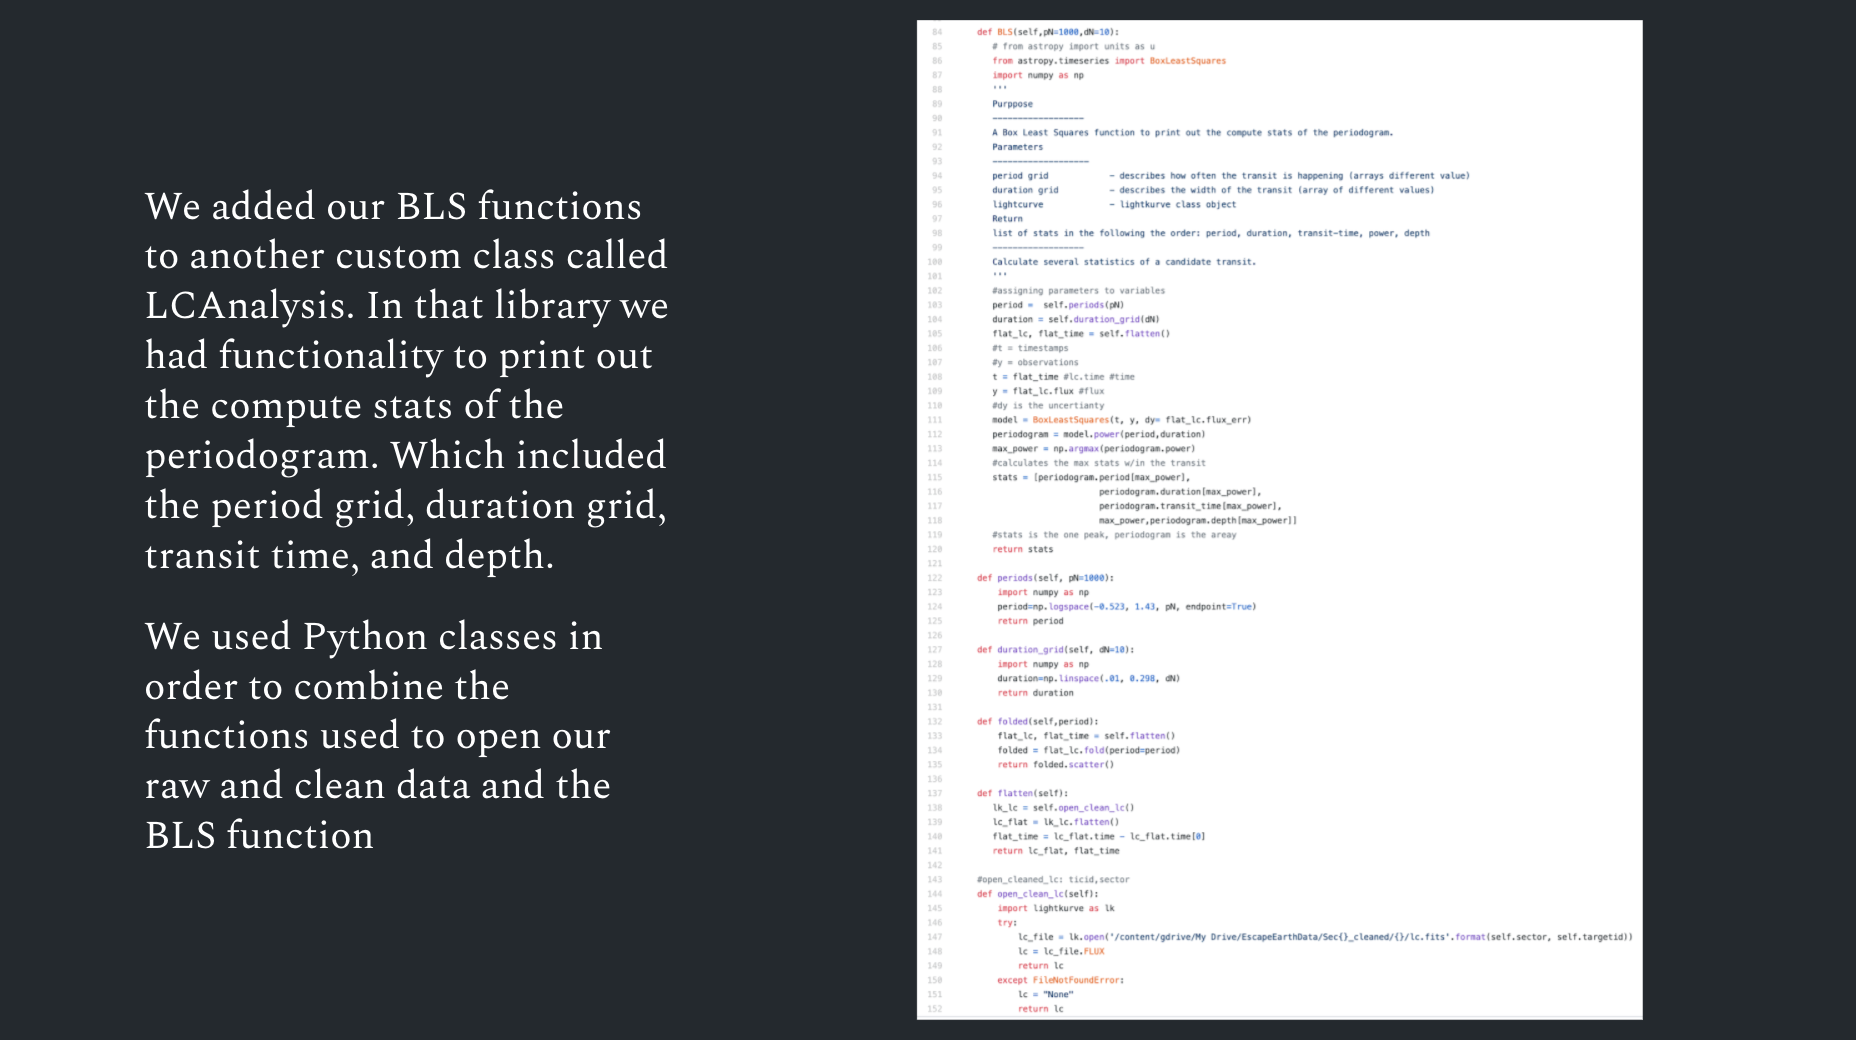 We added our BLS functions
to another custom class called
LCAnalysis. In that library we
had functionality to print out
the compute stats of the
periodogram. Which included
the period grid, duration grid,
transit time, and depth.
We used Python classes in
order to combine the
functions used to open our
raw and clean data and the
BLS function
84 def BLS(self,pN=1000,dN=10):
85 # from astropy import units as u
86 from astropy.timeseries import BoxLeastSquares
87 import numpy as np
88 '''
89 Purppose
90 ------------------
91 A Box Least Squares function to print out the compute stats of the periodogram.
92 Parameters
93 -------------------
94 period grid - describes how often the transit is happening (arrays different value)
95 duration grid - describes the width of the transit (array of different values)
96 lightcurve - lightkurve class object
97 Return
98 list of stats in the following the order: period, duration, transit-time, power, depth
99 ------------------
100 Calculate several statistics of a candidate transit.
101 '''
102 #assigning parameters to variables
103 period =  self.periods(pN)
104 duration = self.duration_grid(dN)
105 flat_lc, flat_time = self.flatten()
106 #t = timestamps
107 #y = observations
108 t = flat_time #lc.time #time
109 y = flat_lc.flux #flux
110 #dy is the uncertianty
111 model = BoxLeastSquares(t, y, dy= flat_lc.flux_err)
112 periodogram = model.power(period,duration)
113 max_power = np.argmax(periodogram.power)
114 #calculates the max stats w/in the transit
115 stats = [periodogram.period[max_power],
116 periodogram.duration[max_power],
117 periodogram.transit_time[max_power],
118 max_power,periodogram.depth[max_power]]
119 #stats is the one peak, periodogram is the areay
120 return stats
121
122 def periods(self, pN=1000):
123 import numpy as np
124 period=np.logspace(-0.523, 1.43, pN, endpoint=True)
125 return period
126
127 def duration_grid(self, dN=10):
128 import numpy as np
129 duration=np.linspace(.01, 0.298, dN)
130 return duration
131
132 def folded(self,period):
133 flat_lc, flat_time = self.flatten()
134 folded = flat_lc.fold(period=period)
135 return folded.scatter()
136
137 def flatten(self):
138 lk_lc = self.open_clean_lc()
139 lc_flat = lk_lc.flatten()
140 flat_time = lc_flat.time - lc_flat.time[0]
141 return lc_flat, flat_time
142
143 #open_cleaned_lc: ticid,sector
144 def open_clean_lc(self):
145 import lightkurve as lk
146 try:
147 lc_file = lk.open('/content/gdrive/My Drive/EscapeEarthData/Sec{}_cleaned/{}/lc.fits'.format(self.sector, self.targetid))
148 lc = lc_file.FLUX
149 return lc
150 except FileNotFoundError:
151 lc = "None"
152 return lc